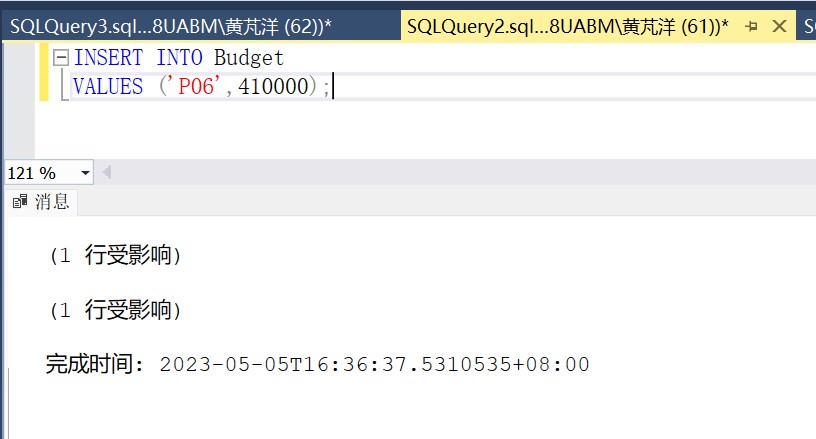 SQLQuery3.sql...8UABM\黄芃洋 (62))*
SQLQuery2.sql...8UABM\黄芃洋 (61))*
S
INSERT INTO Budget
VALUES ('P06',410000);
121 %
消息
(1 行受影响)
(1 行受影响)
完成时间: 2023-05-05T16:36:37.5310535+08:00